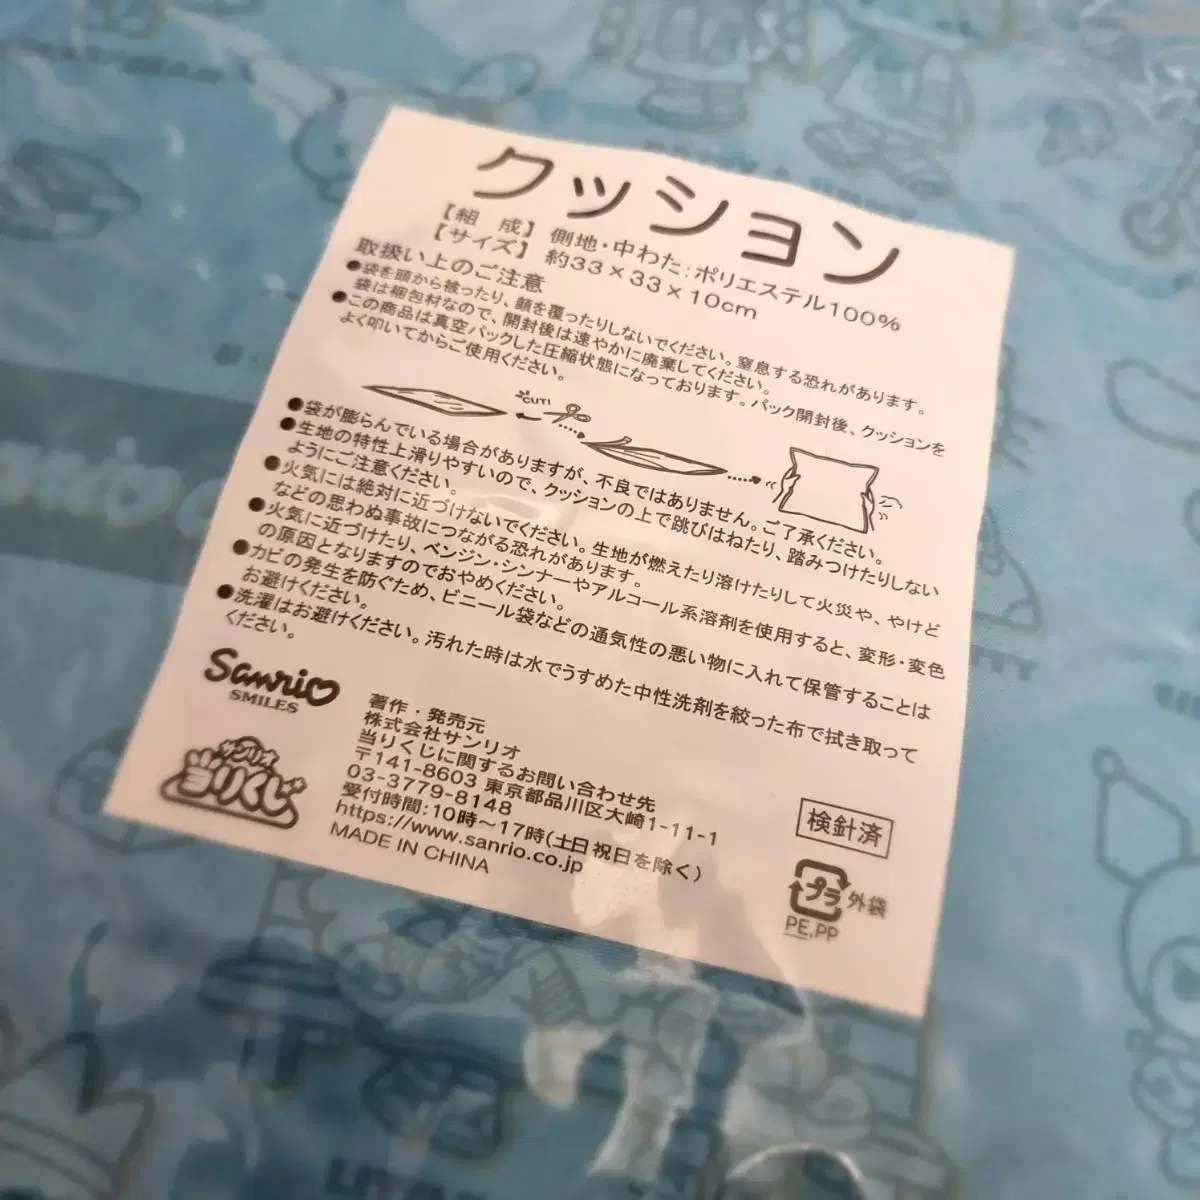 クッション
【組 成】 側地・中わた：ポリエステル100%
【サイズ】 約33×33×10cm
取扱い上のご注意
●袋を頭から被ったり、顔を覆ったりしないでください。窒息する恐れがあります。
袋は梱包材なので、開封後は速やかに廃棄してください。
●この商品は真空パックした圧縮状態になっております。パック開封後、クッションを
よく叩いてからご使用ください。
CUT!
●袋が膨らんでいる場合がありますが、不良ではありません。ご了承ください。
●生地の特性上滑りやすいので、クッションの上で跳びはねたり、踏みつけたりしない
ようにご注意ください。
●火気には絶対に近づけないでください。生地が燃えたり溶けたりして火災や、やけど
などの思わぬ事故につながる恐れがあります。
●火気に近づけたり、ベンジン・シンナーやアルコール系溶剤を使用すると、変形・変色
の原因となりますのでおやめください。
●カビの発生を防ぐため、ビニール袋などの通気性の悪い物に入れて保管することは
お避けください。
●洗濯はお避けください。汚れた時は水でうすめた中性洗剤を絞った布で拭き取って
ください。
Sanrio
SMILES
サンリオ
当りくじ
著作・発売元
株式会社サンリオ
当りくじに関するお問い合わせ先
〒141-8603 東京都品川区大崎1-11-1
03-3779-8148
受付時間：10時～17時(土日祝日を除く)
https://www.sanrio.co.jp
MADE IN CHINA
検針済
プラ 外袋
PE,PP